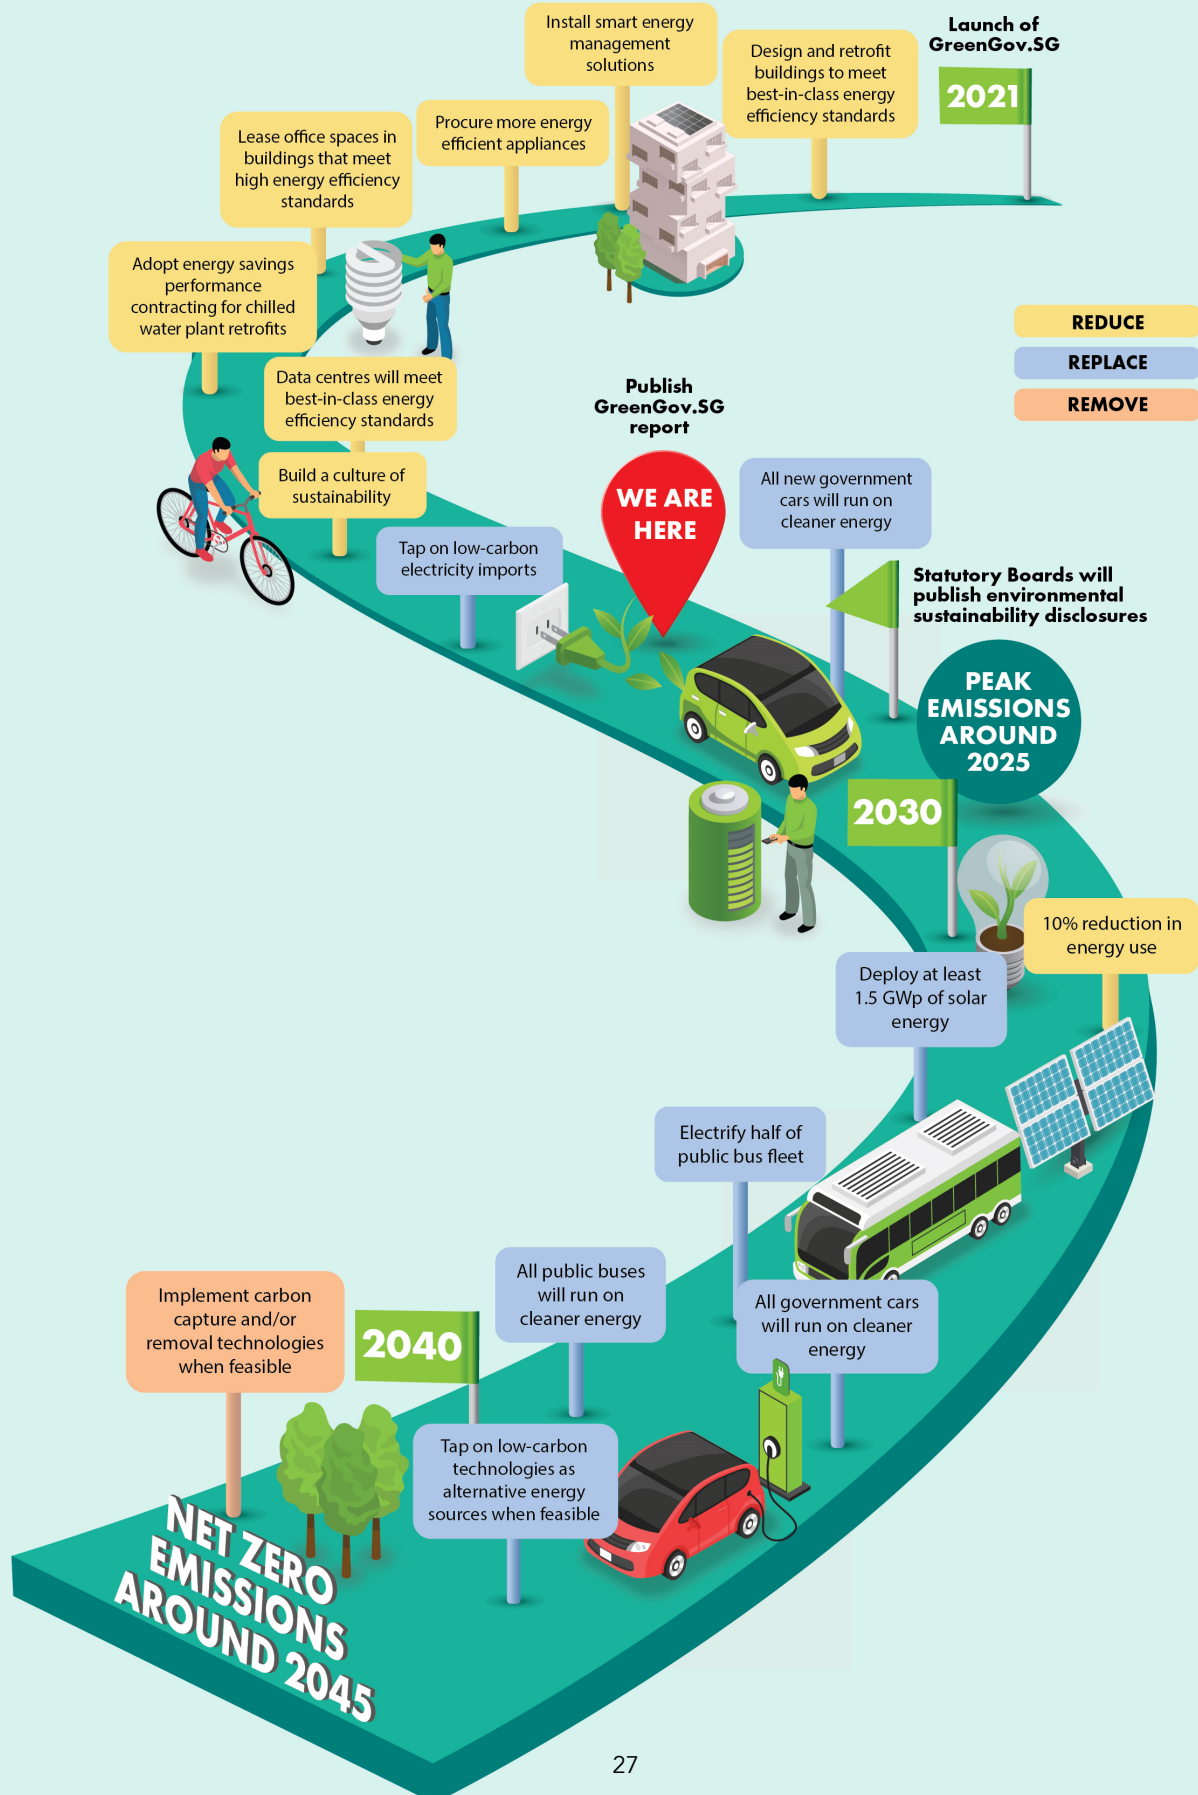 Launch of
GreenGov.SG
2021
Design and retrofit
buildings to meet
best-in-class energy
efficiency standards
Install smart energy
management
solutions
Procure more energy
efficient appliances
Lease office spaces in
buildings that meet
high energy efficiency
standards
Adopt energy savings
performance
contracting for chilled
water plant retrofits
Data centres will meet
best-in-class energy
efficiency standards
Build a culture of
sustainability
REDUCE
REPLACE
REMOVE
Tap on low-carbon
electricity imports
Publish
GreenGov.SG
report
WE ARE
HERE
All new government
cars will run on
cleaner energy
Statutory Boards will
publish environmental
sustainability disclosures
PEAK
EMISSIONS
AROUND
2025
2030
10% reduction in
energy use
Deploy at least
1.5 GWp of solar
energy
Electrify half of
public bus fleet
All government cars
will run on cleaner
energy
All public buses
will run on
cleaner energy
2040
Tap on low-carbon
technologies as
alternative energy
sources when feasible
Implement carbon
capture and/or
removal technologies
when feasible
NET ZERO
EMISSIONS
AROUND 2045
27